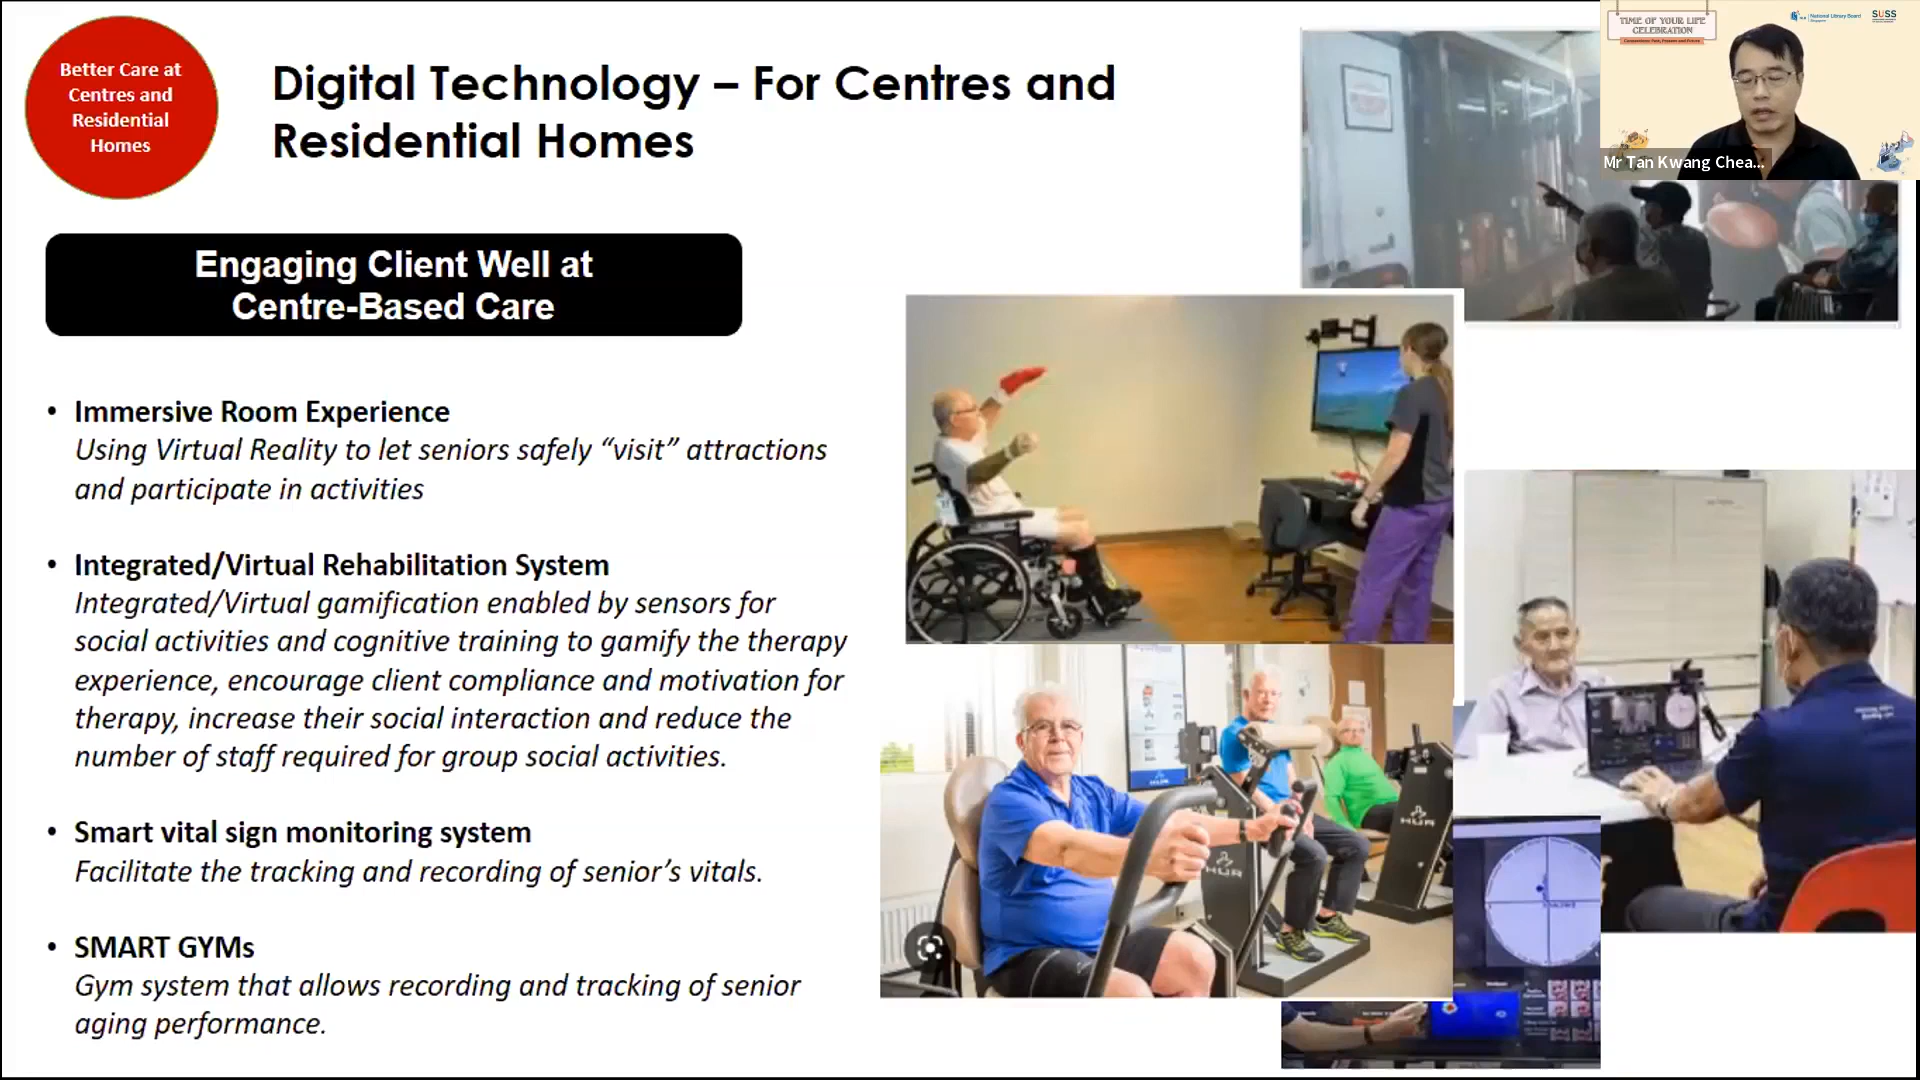 Better Care at
Centres and
Residential
Homes
Digital Technology – For Centres and
Residential Homes
TIME OF YOUR LIFE
CELEBRATION
National Library Board
Singapore
SUSS
Mr Tan Kwang Chea...
Engaging Client Well at
Centre-Based Care
• Immersive Room Experience
Using Virtual Reality to let seniors safely “visit” attractions
and participate in activities
• Integrated/Virtual Rehabilitation System
Integrated/Virtual gamification enabled by sensors for
social activities and cognitive training to gamify the therapy
experience, encourage client compliance and motivation for
therapy, increase their social interaction and reduce the
number of staff required for group social activities.
• Smart vital sign monitoring system
Facilitate the tracking and recording of senior’s vitals.
• SMART GYMs
Gym system that allows recording and tracking of senior
aging performance.
HUR
HUR